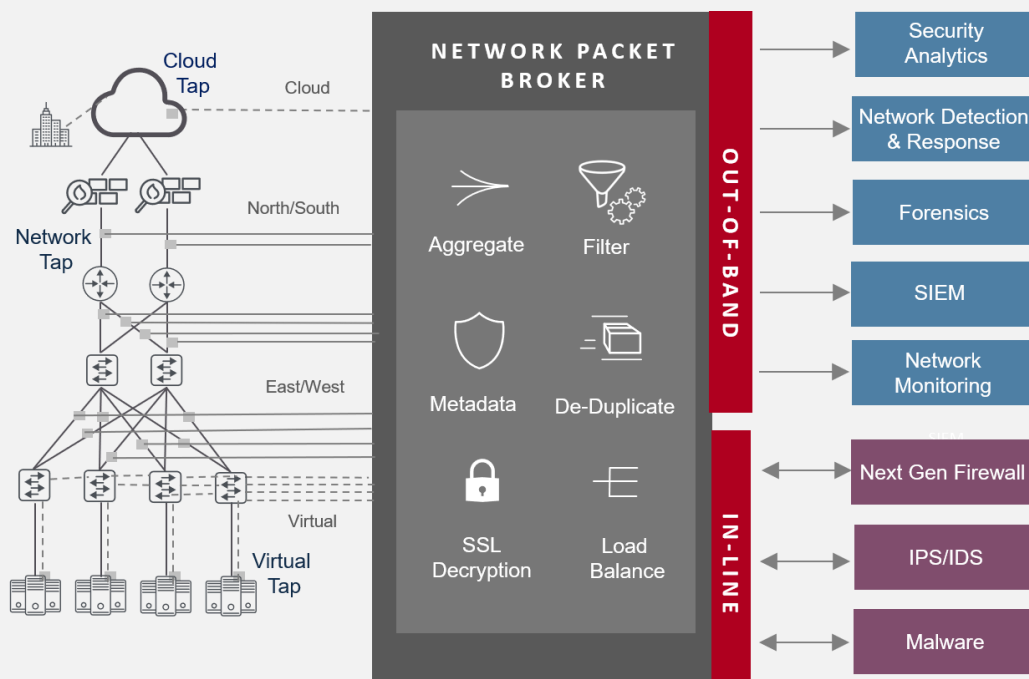 Cloud
Tap
Cloud
North/South
Network
Tap
East/West
Virtual
Virtual
Tap
NETWORK PACKET
BROKER
Aggregate
Filter
Metadata
De-Duplicate
SSL
Decryption
Load
Balance
OUT-OF-BAND
IN-LINE
Security
Analytics
Network Detection
& Response
Forensics
SIEM
Network
Monitoring
SIEM
Next Gen Firewall
IPS/IDS
Malware